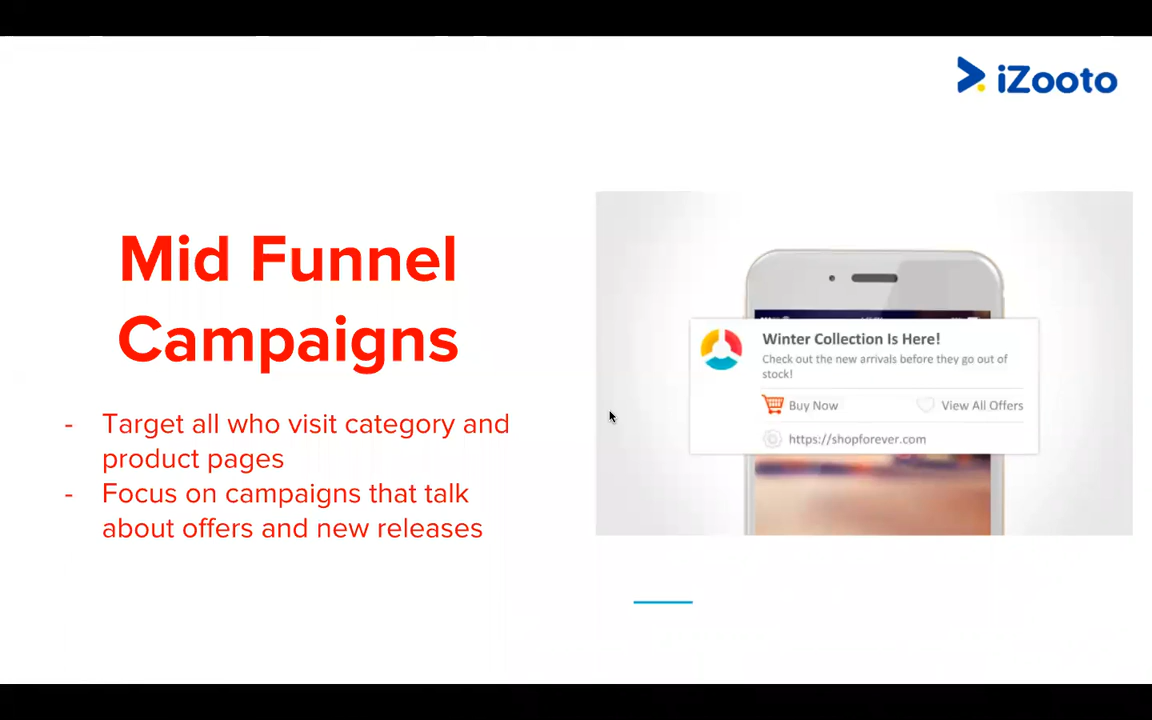 iZooto
Mid Funnel
Campaigns
- Target all who visit category and
product pages
- Focus on campaigns that talk
about offers and new releases
Winter Collection Is Here!
Check out the new arrivals before they go out of
stock!
Buy Now
View All Offers
https://shopforever.com